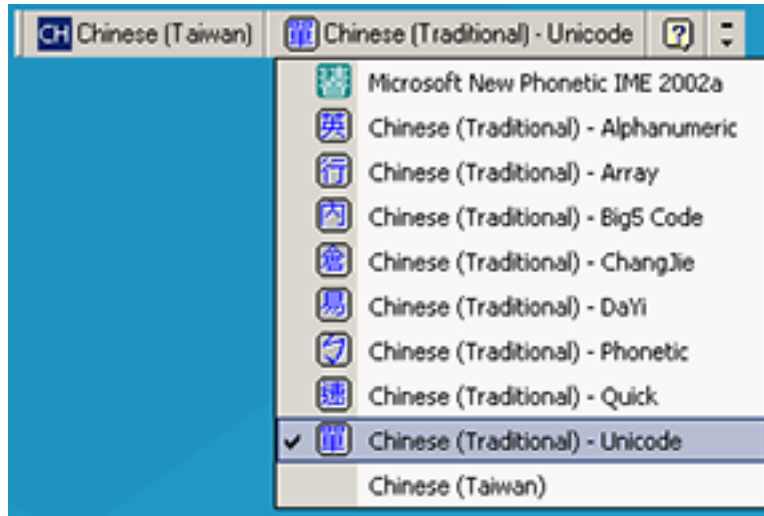 CH Chinese (Taiwan) 單 Chinese (Traditional) - Unicode ?
Microsoft New Phonetic IME 2002a
英 Chinese (Traditional) - Alphanumeric
行 Chinese (Traditional) - Array
內 Chinese (Traditional) - Big5 Code
倉 Chinese (Traditional) - ChangJie
易 Chinese (Traditional) - DaYi
ㄅ Chinese (Traditional) - Phonetic
速 Chinese (Traditional) - Quick
單 Chinese (Traditional) - Unicode
Chinese (Taiwan)